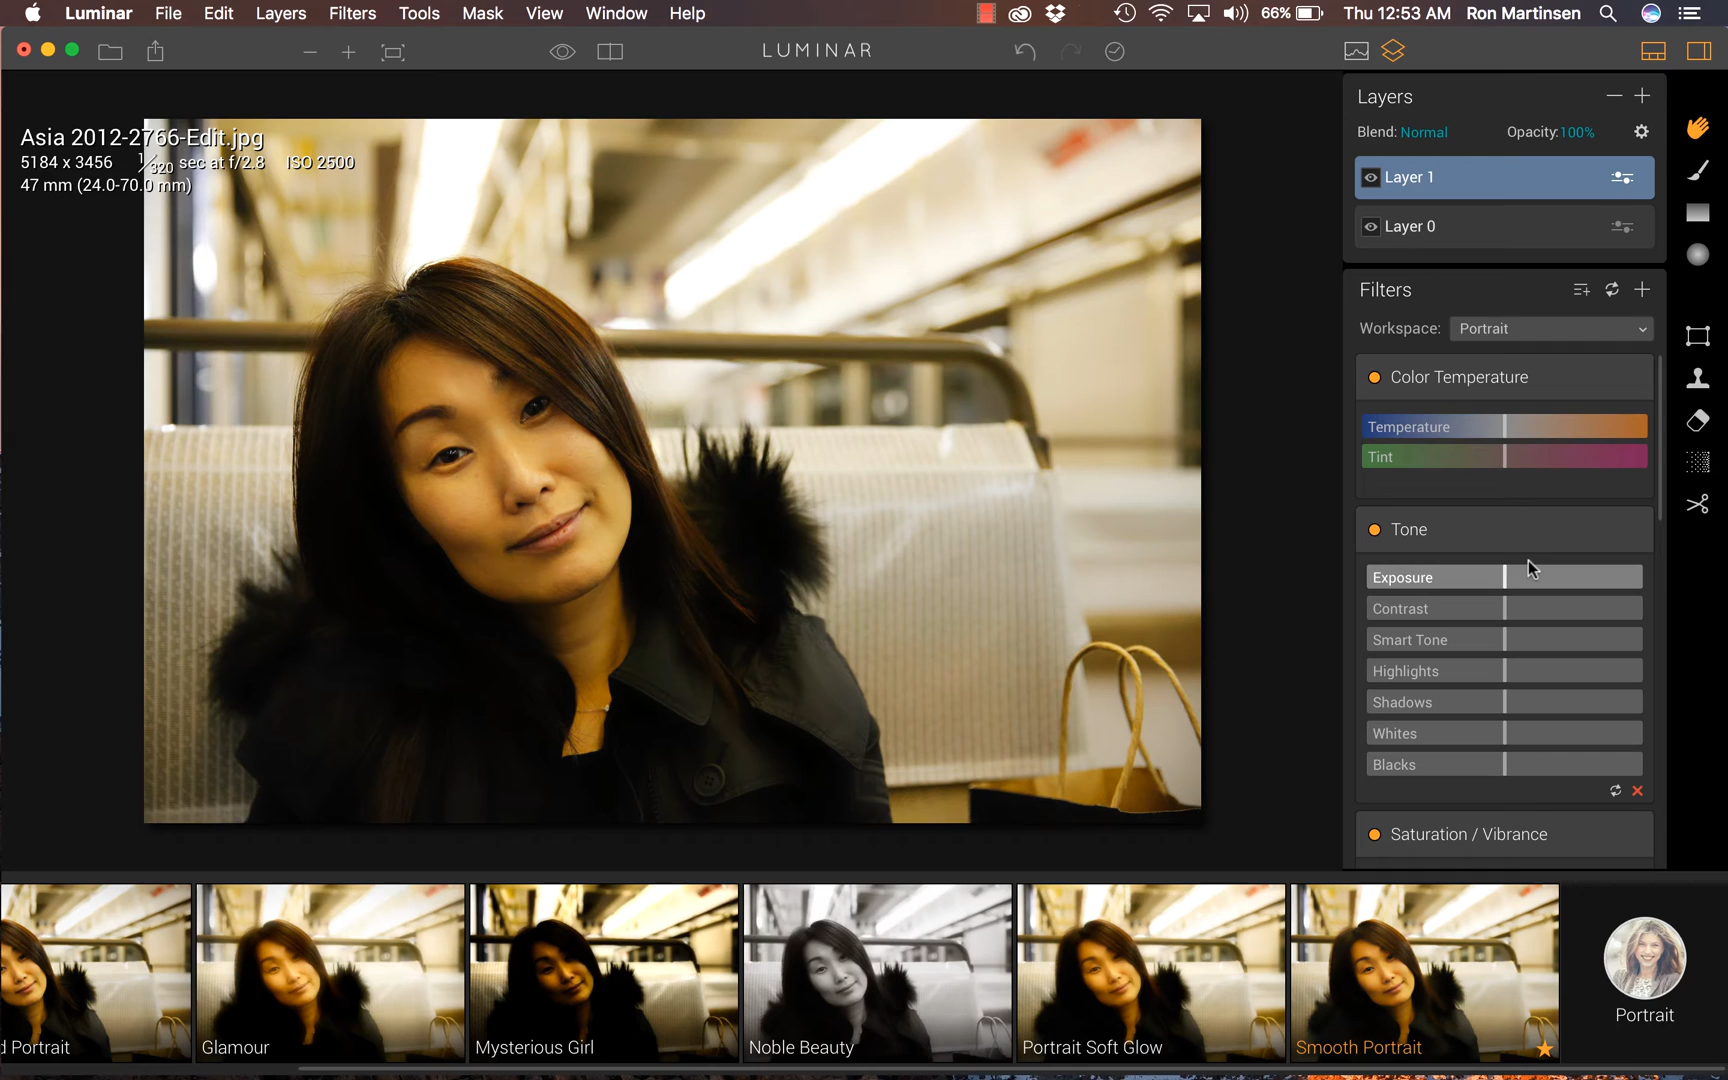 Luminar File Edit Layers Filters Tools Mask View Window Help 66% Thu 12:53 AM Ron Martinsen
LUMINAR
Asia 2012-2766-Edit.jpg
5184 x 3456 1/320 sec at f/2.8 ISO 2500
47 mm (24.0-70.0 mm)
Layers
Blend: Normal Opacity: 100%
Layer 1
Layer 0
Filters
Workspace: Portrait
Color Temperature
Temperature
Tint
Tone
Exposure
Contrast
Smart Tone
Highlights
Shadows
Whites
Blacks
Saturation / Vibrance
d Portrait
Glamour
Mysterious Girl
Noble Beauty
Portrait Soft Glow
Smooth Portrait
Portrait